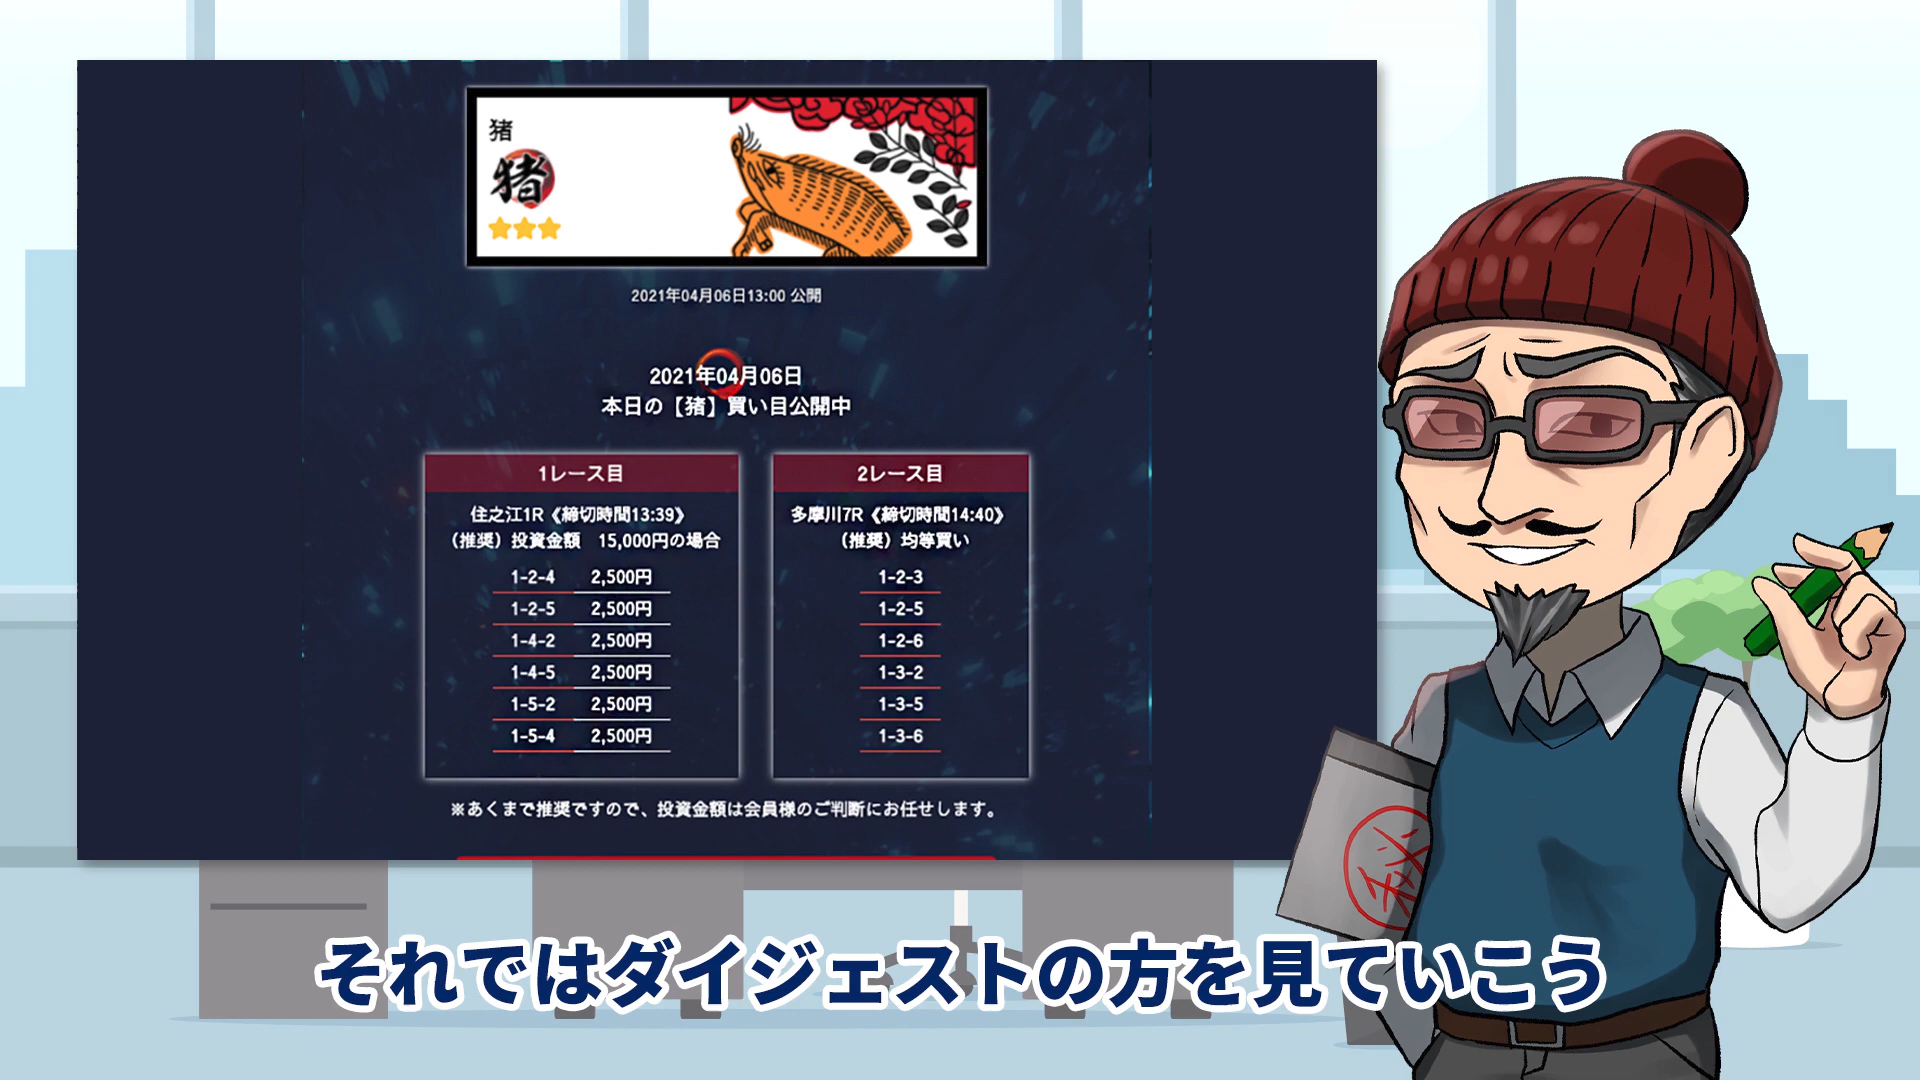 猪
猪
2021年04月06日13:00 公開
2021年04月06日
本日の【猪】買い目公開中
1レース目
住之江1R《締切時間13:39》
（推奨）投資金額　15,000円の場合
1-2-4 2,500円
1-2-5 2,500円
1-4-2 2,500円
1-4-5 2,500円
1-5-2 2,500円
1-5-4 2,500円
2レース目
多摩川7R《締切時間14:40》
（推奨）均等買い
1-2-3
1-2-5
1-2-6
1-3-2
1-3-5
1-3-6
※あくまで推奨ですので、投資金額は会員様のご判断にお任せします。
それではダイジェストの方を見ていこう